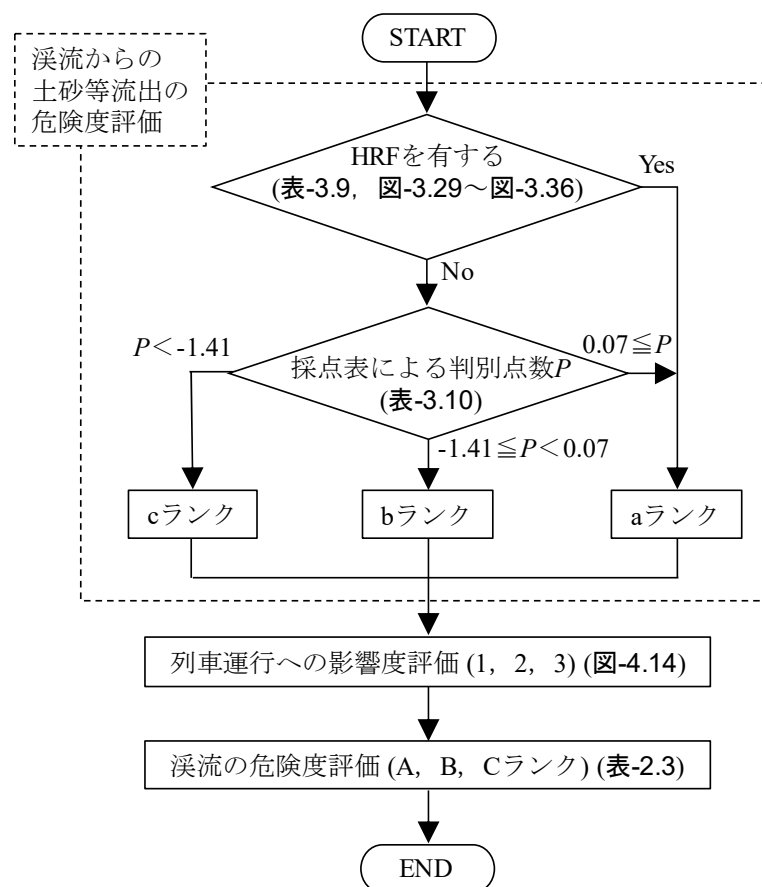 START
渓流からの
土砂等流出の
危険度評価
HRFを有する
(表-3.9，図-3.29～図-3.36)
Yes
No
P＜-1.41
0.07≦P
採点表による判別点数P
(表-3.10)
-1.41≦P＜0.07
cランク
bランク
aランク
列車運行への影響度評価 (1，2，3) (図-4.14)
渓流の危険度評価 (A，B，Cランク) (表-2.3)
END